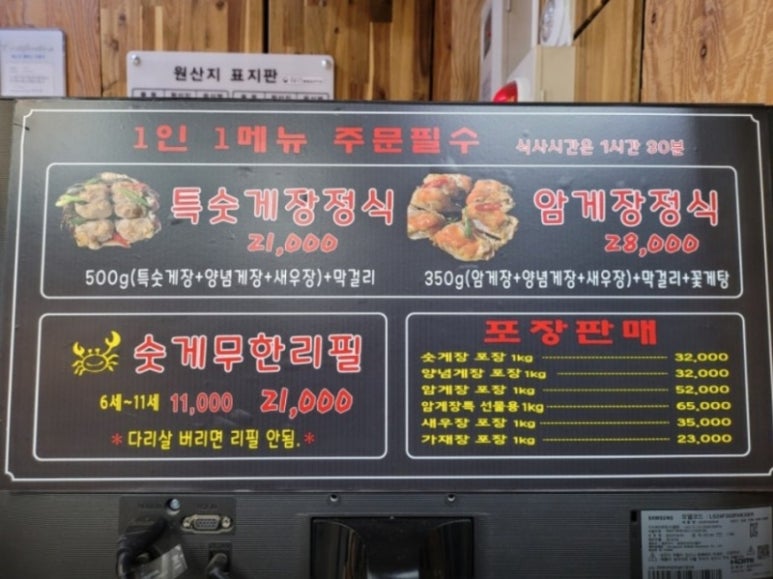 원산지 표지판
1인 1메뉴 주문필수 식사시간은 1시간 30분
특숫게장정식
21,000
500g(특숫게장+양념게장+새우장)+막걸리
암게장정식
28,000
350g(암게장+양념게장+새우장)+막걸리+꽃게탕
숫게무한리필
6세~11세 11,000 21,000
*다리살 버리면 리필 안됨.*
포장판매
숫게장 포장 1kg 32,000
양념게장 포장 1kg 32,000
암게장 포장 1kg 52,000
암게장특 선물용 1kg 65,000
새우장 포장 1kg 35,000
가재장 포장 1kg 23,000
SAMSUNG
HDMI